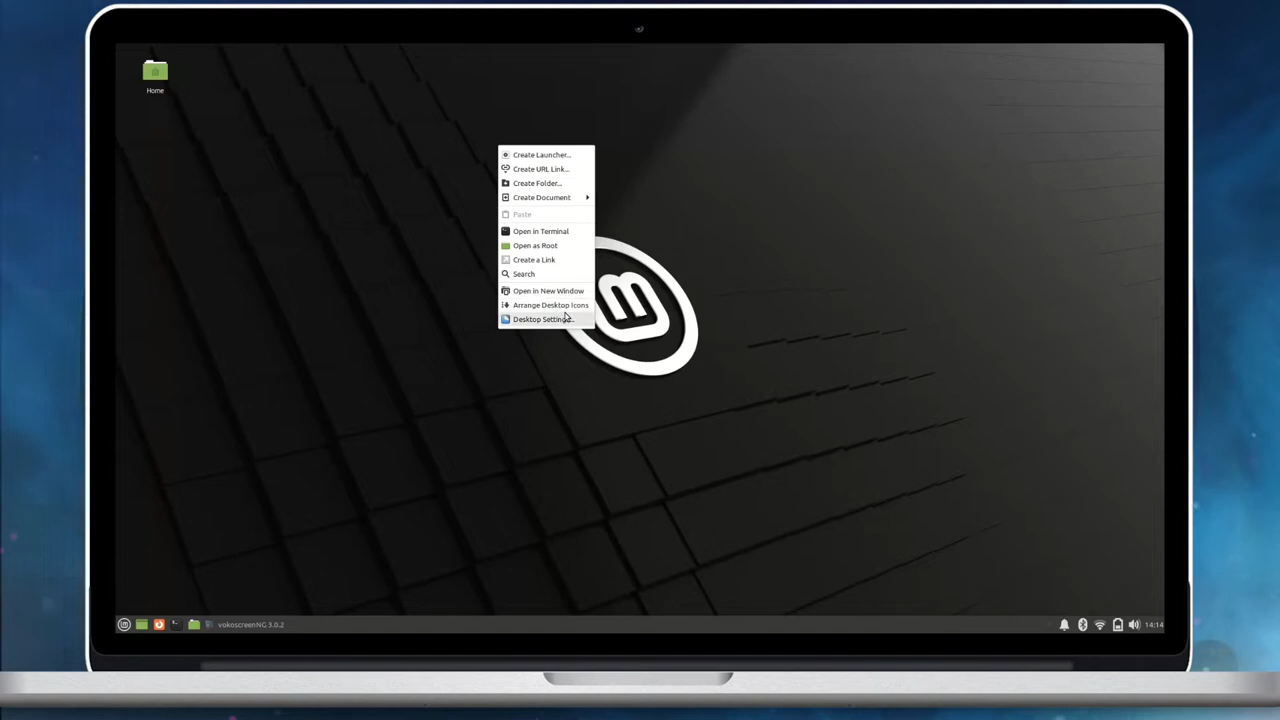 Home
Create Launcher...
Create URL Link...
Create Folder...
Create Document
Paste
Open in Terminal
Open as Root
Create a Link
Search
Open in New Window
Arrange Desktop Icons
Desktop Settings...
vokoscreenNG 3.0.2
14:14